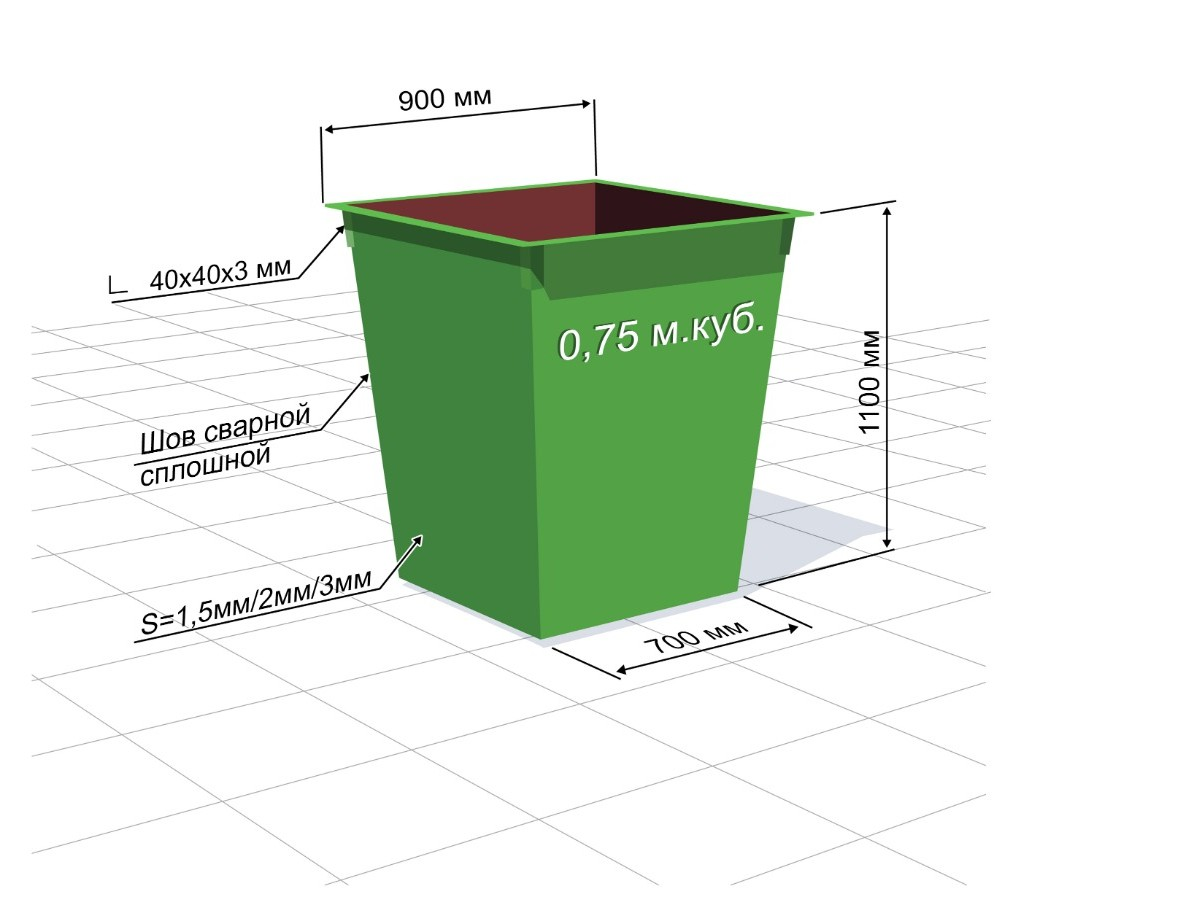 900 мм
∟ 40х40х3 мм
0,75 м.куб.
1100 мм
Шов сварной
сплошной
S=1,5мм/2мм/3мм
700 мм